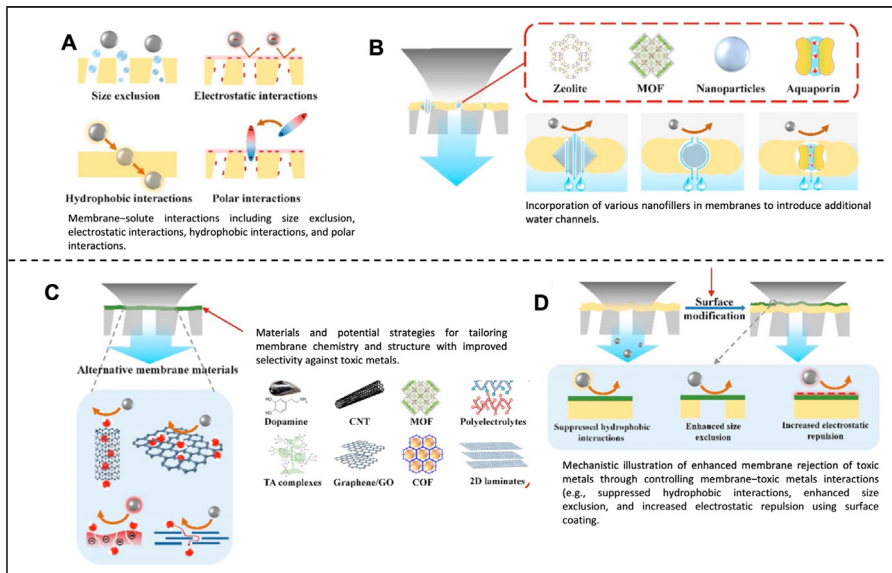 A
Size exclusion
Electrostatic interactions
Hydrophobic interactions
Polar interactions
Membrane–solute interactions including size exclusion,
electrostatic interactions, hydrophobic interactions, and polar
interactions.
B
Zeolite
MOF
Nanoparticles
Aquaporin
Incorporation of various nanofillers in membranes to introduce additional
water channels.
C
Alternative membrane materials
Materials and potential strategies for tailoring
membrane chemistry and structure with improved
selectivity against toxic metals.
HO
HO
NH₂
Dopamine
CNT
MOF
Polyelectrolytes
TA complexes
Graphene/GO
COF
2D laminates
D
Surface
modification
Suppressed hydrophobic
interactions
Enhanced size
exclusion
Increased electrostatic
repulsion
Mechanistic illustration of enhanced membrane rejection of toxic
metals through controlling membrane–toxic metals interactions
(e.g., suppressed hydrophobic interactions, enhanced size
exclusion, and increased electrostatic repulsion using surface
coating.